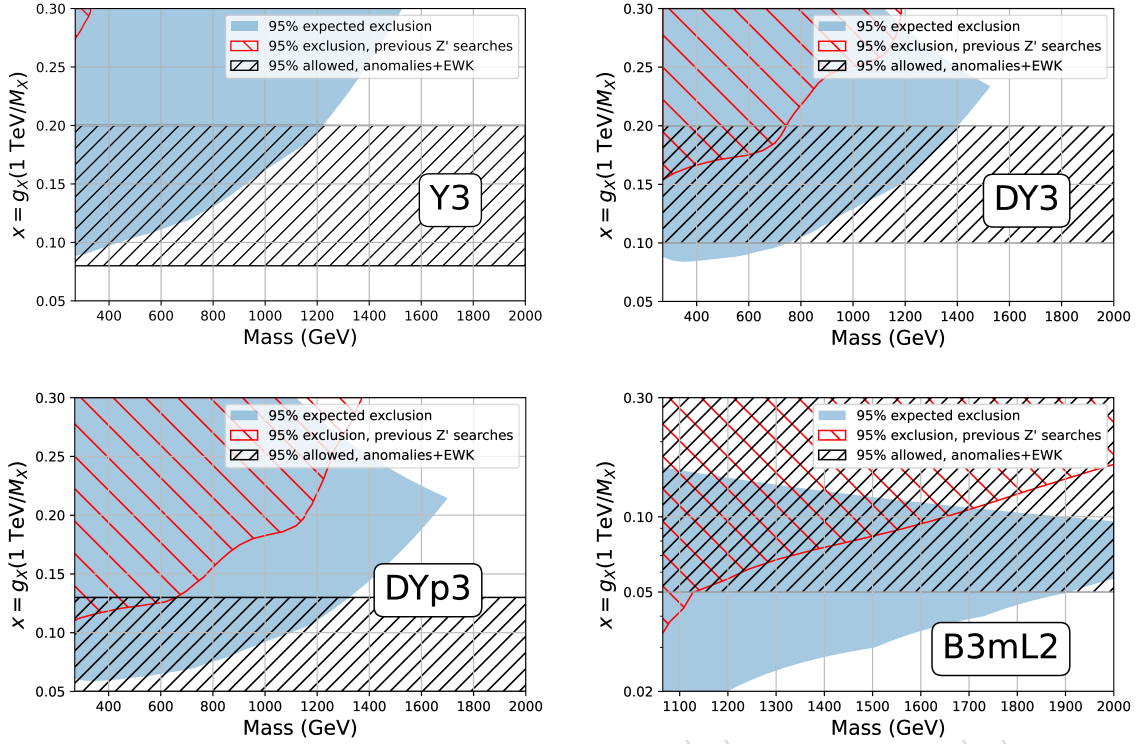 95% expected exclusion
95% exclusion, previous Z' searches
95% allowed, anomalies+EWK
0.30
0.25
0.20
0.15
0.10
0.05
x = g_X(1 TeV/M_X)
Y3
400 600 800 1000 1200 1400 1600 1800 2000
Mass (GeV)
95% expected exclusion
95% exclusion, previous Z' searches
95% allowed, anomalies+EWK
0.30
0.25
0.20
0.15
0.10
0.05
x = g_X(1 TeV/M_X)
DY3
400 600 800 1000 1200 1400 1600 1800 2000
Mass (GeV)
95% expected exclusion
95% exclusion, previous Z' searches
95% allowed, anomalies+EWK
0.30
0.25
0.20
0.15
0.10
0.05
x = g_X(1 TeV/M_X)
DYp3
400 600 800 1000 1200 1400 1600 1800 2000
Mass (GeV)
95% expected exclusion
95% exclusion, previous Z' searches
95% allowed, anomalies+EWK
0.30
0.10
0.05
0.02
x = g_X(1 TeV/M_X)
B3mL2
1100 1200 1300 1400 1500 1600 1700 1800 1900 2000
Mass (GeV)